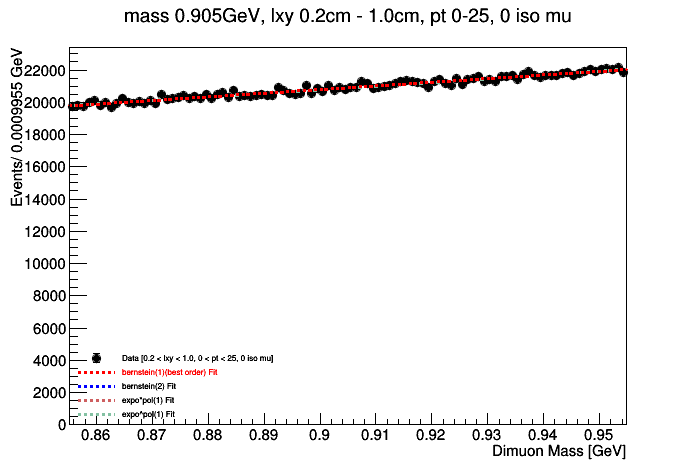 mass 0.905GeV, lxy 0.2cm - 1.0cm, pt 0-25, 0 iso mu
Events/ 0.0009955 GeV
22000
20000
18000
16000
14000
12000
10000
8000
6000
4000
2000
0
Data [0.2 < lxy < 1.0, 0 < pt < 25, 0 iso mu]
bernstein(1)(best order) Fit
bernstein(2) Fit
expo*pol(1) Fit
expo^pol(1) Fit
0.86 0.87 0.88 0.89 0.9 0.91 0.92 0.93 0.94 0.95
Dimuon Mass [GeV]